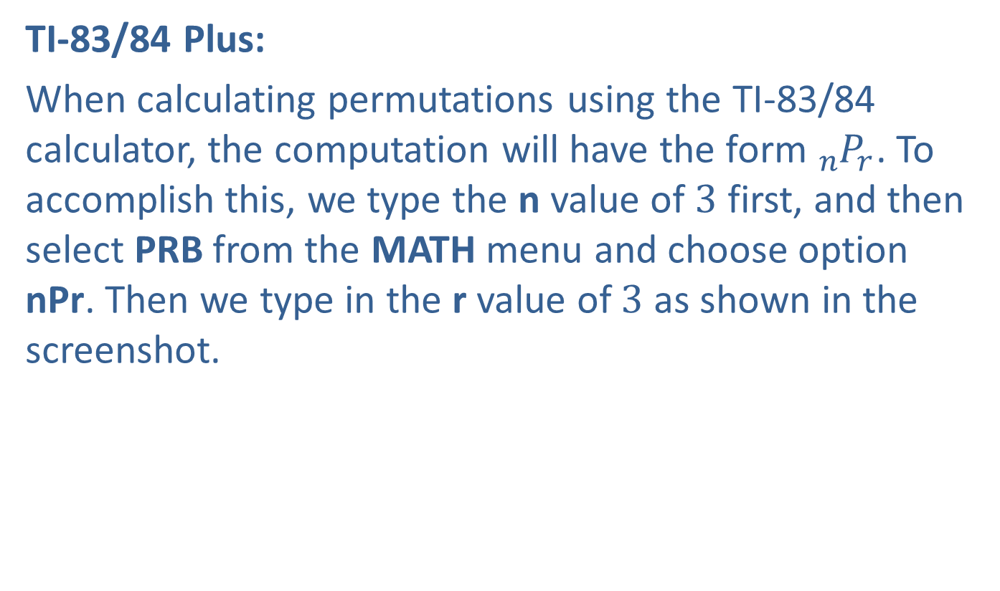 TI-83/84 Plus:
When calculating permutations using the TI-83/84
calculator, the computation will have the form ₙPᵣ. To
accomplish this, we type the n value of 3 first, and then
select PRB from the MATH menu and choose option
nPr. Then we type in the r value of 3 as shown in the
screenshot.